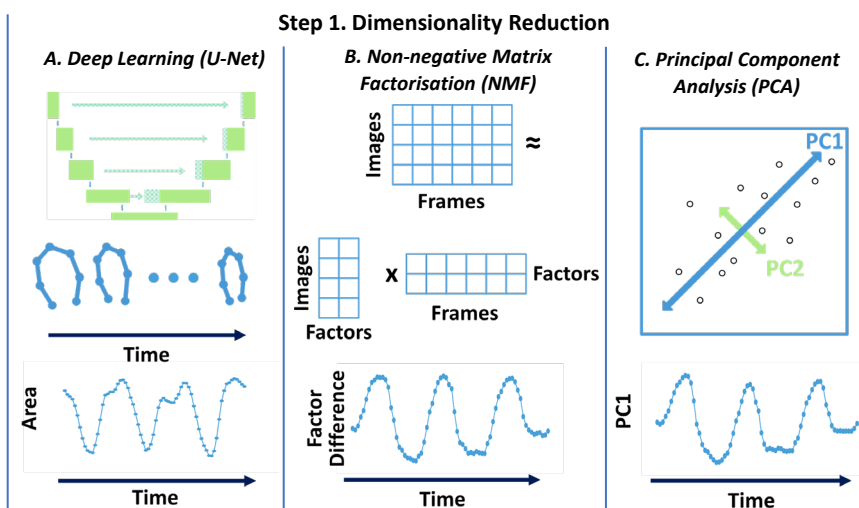 Step 1. Dimensionality Reduction
A. Deep Learning (U-Net)
Time
Area
Time
B. Non-negative Matrix
Factorisation (NMF)
Images
≈
Frames
Images
x
Factors
Factors
Frames
Factor
Difference
Time
C. Principal Component
Analysis (PCA)
PC1
PC2
PC1
Time